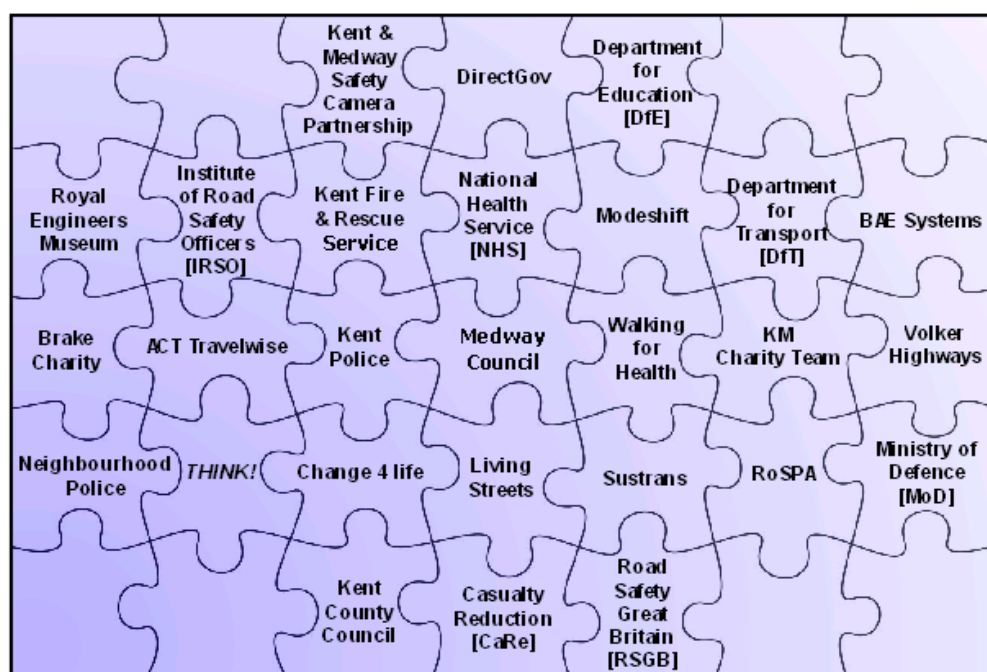 Kent &
Medway
Safety
Camera
Partnership
DirectGov
Department
for
Education
[DfE]
Royal
Engineers
Museum
Institute
of Road
Safety
Officers
[IRSO]
Kent Fire
& Rescue
Service
National
Health
Service
[NHS]
Modeshift
Department
for
Transport
[DfT]
BAE Systems
Brake
Charity
ACT Travelwise
Kent
Police
Medway
Council
Walking
for
Health
KM
Charity Team
Volker
Highways
Neighbourhood
Police
THINK!
Change 4 life
Living
Streets
Sustrans
RoSPA
Ministry of
Defence
[MoD]
Kent
County
Council
Casualty
Reduction
[CaRe]
Road
Safety
Great
Britain
[RSGB]